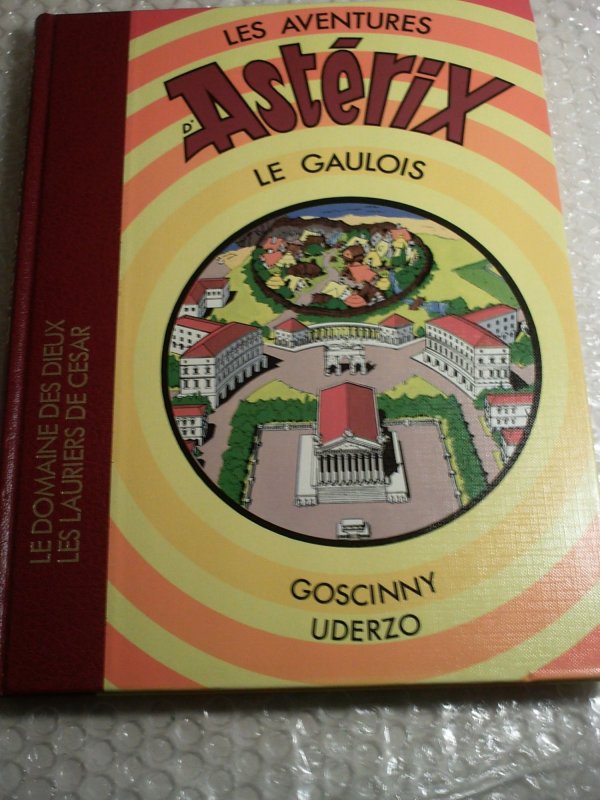 LES AVENTURES
D'Astérix
LE GAULOIS
GOSCINNY
UDERZO
LE DOMAINE DES DIEUX
LES LAURIERS DE CESAR